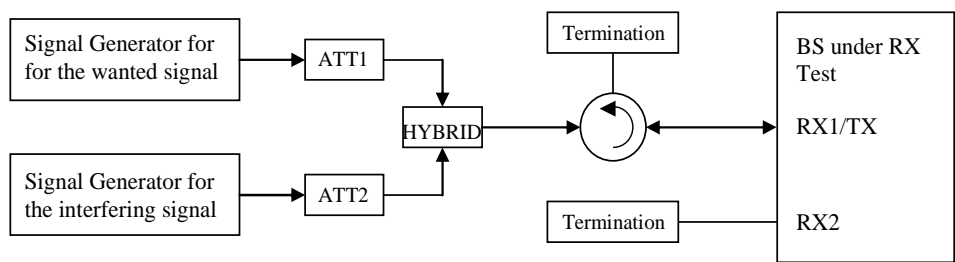 Signal Generator for
for the wanted signal
ATT1
Termination
BS under RX
Test
HYBRID
RX1/TX
Signal Generator for
the interfering signal
ATT2
Termination
RX2